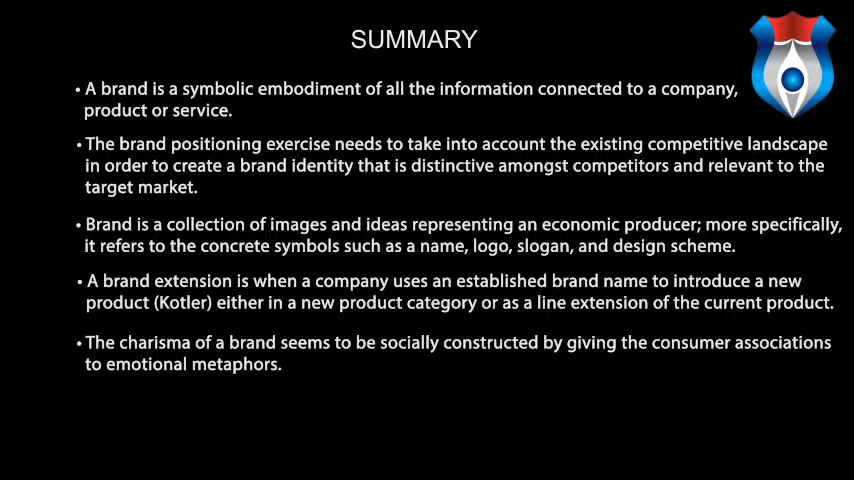 SUMMARY
• A brand is a symbolic embodiment of all the information connected to a company,
product or service.
• The brand positioning exercise needs to take into account the existing competitive landscape
in order to create a brand identity that is distinctive amongst competitors and relevant to the
target market.
• Brand is a collection of images and ideas representing an economic producer; more specifically,
it refers to the concrete symbols such as a name, logo, slogan, and design scheme.
• A brand extension is when a company uses an established brand name to introduce a new
product (Kotler) either in a new product category or as a line extension of the current product.
• The charisma of a brand seems to be socially constructed by giving the consumer associations
to emotional metaphors.